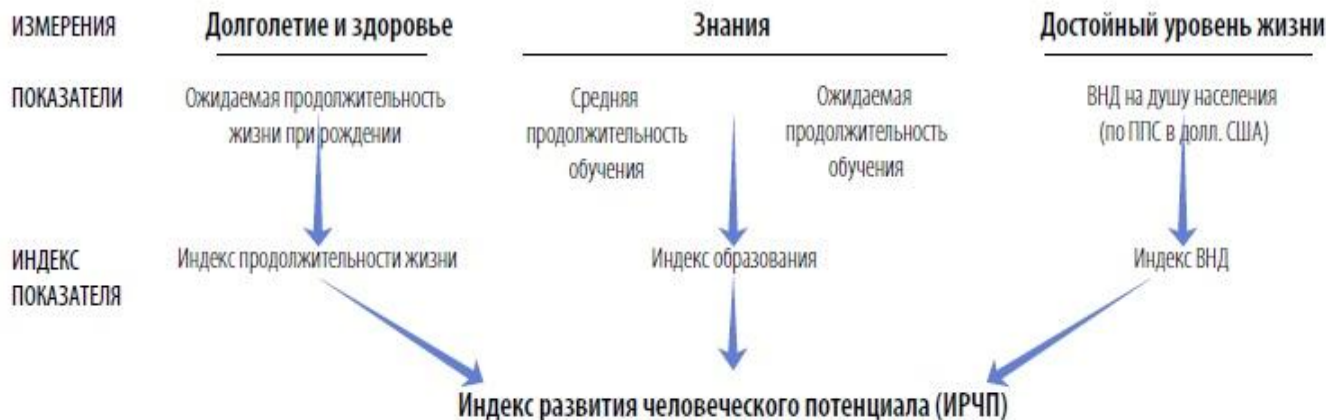 ИЗМЕРЕНИЯ
Долголетие и здоровье
Знания
Достойный уровень жизни
ПОКАЗАТЕЛИ
Ожидаемая продолжительность
жизни при рождении
Средняя
продолжительность
обучения
Ожидаемая
продолжительность
обучения
ВНД на душу населения
(по ППС в долл. США)
ИНДЕКС
ПОКАЗАТЕЛЯ
Индекс продолжительности жизни
Индекс образования
Индекс ВНД
Индекс развития человеческого потенциала (ИРЧП)